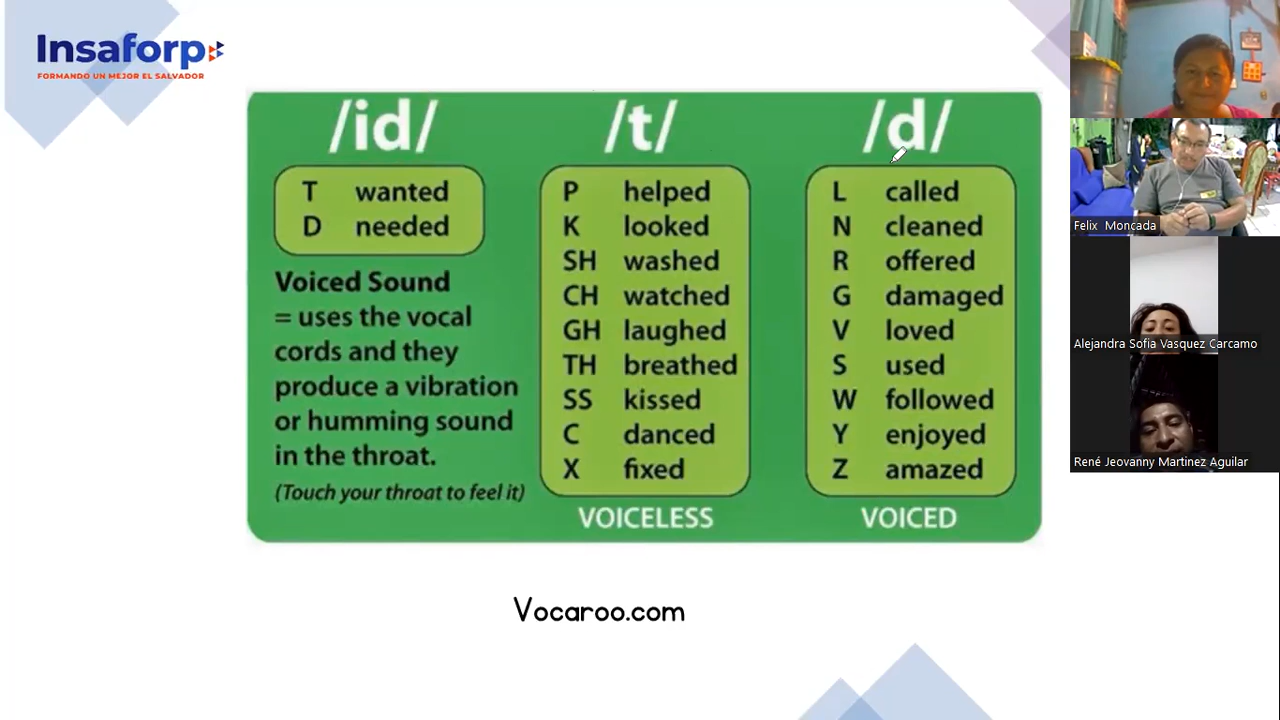 Insaforp
FORMANDO UN MEJOR EL SALVADOR
/id/
T wanted
D needed
Voiced Sound
= uses the vocal
cords and they
produce a vibration
or humming sound
in the throat.
(Touch your throat to feel it)
/t/
P helped
K looked
SH washed
CH watched
GH laughed
TH breathed
SS kissed
C danced
X fixed
VOICELESS
/d/
L called
N cleaned
R offered
G damaged
V loved
S used
W followed
Y enjoyed
Z amazed
VOICED
Vocaroo.com
Felix Moncada
Alejandra Sofia Vasquez Carcamo
René Jeovanny Martinez Aguilar